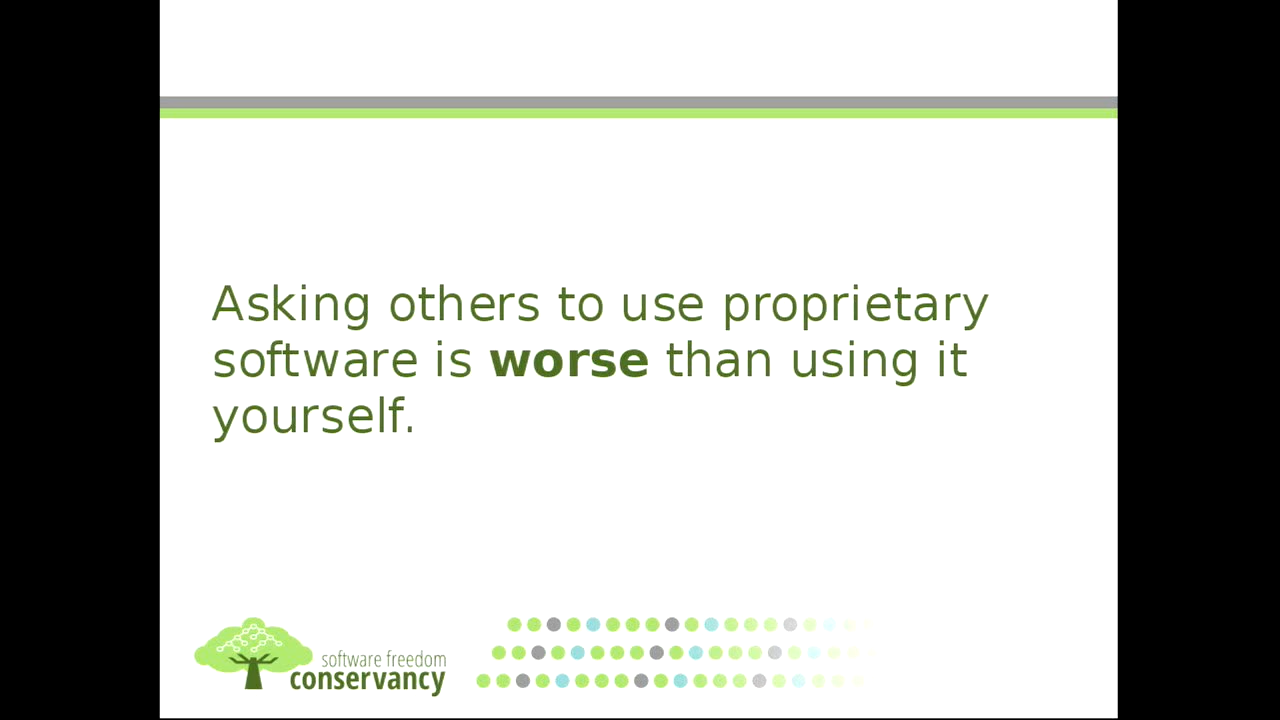 Asking others to use proprietary
software is worse than using it
yourself.
software freedom
conservancy